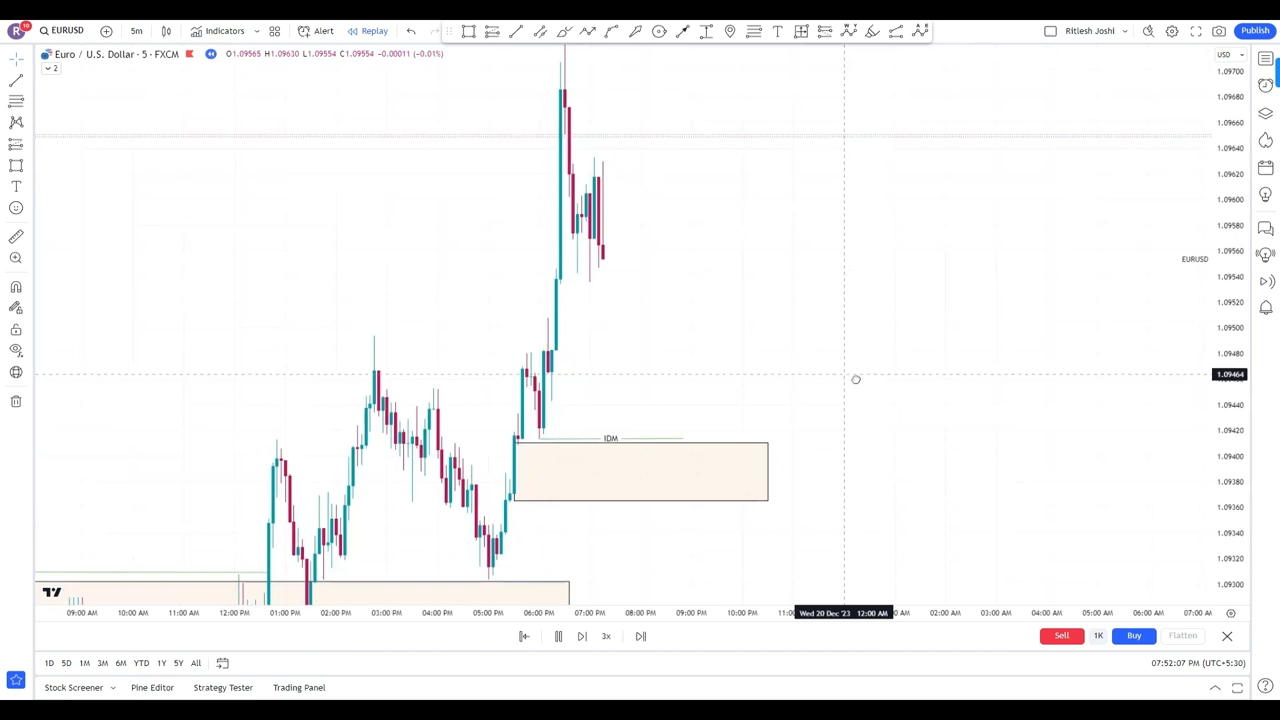 R 10 EURUSD 5m Indicators Alert Replay Ritiesh Joshi Publish
Euro / U.S. Dollar · 5 · FXCM O1.09565 H1.09630 L1.09554 C1.09554 -0.00011 (-0.01%) USD
2
1.09700
1.09680
1.09660
1.09640
1.09620
1.09600
1.09580
1.09560
EURUSD
1.09540
1.09520
1.09500
1.09480
1.09464
1.09440
1.09420
IDM
1.09400
1.09380
1.09360
1.09340
1.09320
1.09300
09:00 AM 10:00 AM 11:00 AM 12:00 PM 01:00 PM 02:00 PM 03:00 PM 04:00 PM 05:00 PM 06:00 PM 07:00 PM 08:00 PM 09:00 PM 10:00 PM 11:0 Wed 20 Dec '23 12:00 AM 0 AM 02:00 AM 03:00 AM 04:00 AM 05:00 AM 06:00 AM 07:00 A
3x Sell 1K Buy Flatten
1D 5D 1M 3M 6M YTD 1Y 5Y All 07:52:07 PM (UTC+5:30)
Stock Screener Pine Editor Strategy Tester Trading Panel